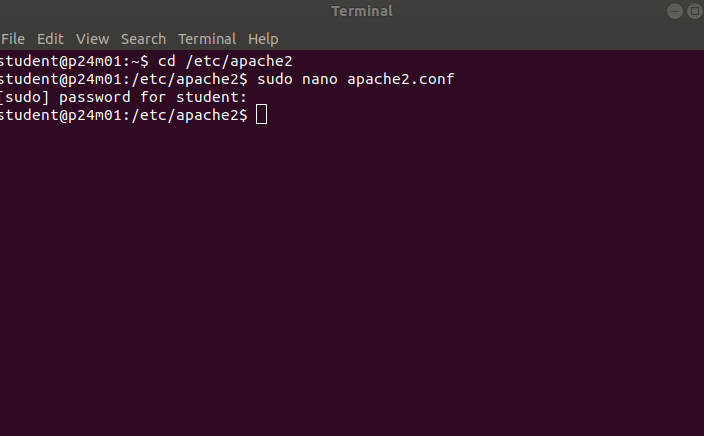 Terminal
File Edit View Search Terminal Help
student@p24m01:~$ cd /etc/apache2
student@p24m01:/etc/apache2$ sudo nano apache2.conf
[sudo] password for student:
student@p24m01:/etc/apache2$